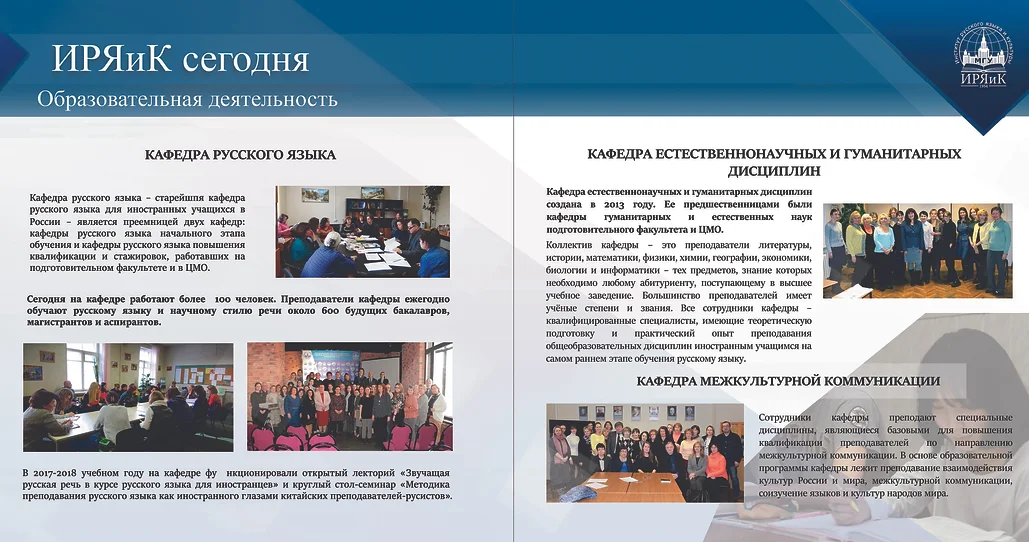 ИРЯиК сегодня
Образовательная деятельность
КАФЕДРА РУССКОГО ЯЗЫКА
Кафедра русского языка – старейшпя кафедра
русского языка для иностранных учащихся в
России – является преемницей двух кафедр:
кафедры русского языка начального этапа
обучения и кафедры русского языка повышения
квалификации и стажировок, работавших на
подготовительном факультете и в ЦМО.
Сегодня на кафедре работают более 100 человек. Преподаватели кафедры ежегодно
обучают русскому языку и научному стилю речи около 600 будущих бакалавров,
магистрантов и аспирантов.
В 2017-2018 учебном году на кафедре фу нкционировали открытый лекторий «Звучащая
русская речь в курсе русского языка для иностранцев» и круглый стол-семинар «Методика
преподавания русского языка как иностранного глазами китайских преподавателей-русистов».
Институт русского языка и культуры
МГУ
ИРЯиК
1954
КАФЕДРА ЕСТЕСТВЕННОНАУЧНЫХ И ГУМАНИТАРНЫХ
ДИСЦИПЛИН
Кафедра естественнонаучных и гуманитарных дисциплин
создана в 2013 году. Ее предшественницами были
кафедры гуманитарных и естественных наук
подготовительного факультета и ЦМО.
Коллектив кафедры – это преподаватели литературы,
истории, математики, физики, химии, географии, экономики,
биологии и информатики – тех предметов, знание которых
необходимо любому абитуриенту, поступающему в высшее
учебное заведение. Большинство преподавателей имеет
учёные степени и звания. Все сотрудники кафедры –
квалифицированные специалисты, имеющие теоретическую
подготовку и практический опыт преподавания
общеобразовательных дисциплин иностранным учащимся на
самом раннем этапе обучения русскому языку.
КАФЕДРА МЕЖКУЛЬТУРНОЙ КОММУНИКАЦИИ
Сотрудники кафедры преподают специальные
дисциплины, являющиеся базовыми для повышения
квалификации преподавателей по направлению
межкультурной коммуникации. В основе образовательной
программы кафедры лежит преподавание взаимодействия
культур России и мира, межкультурной коммуникации,
соизучение языков и культур народов мира.